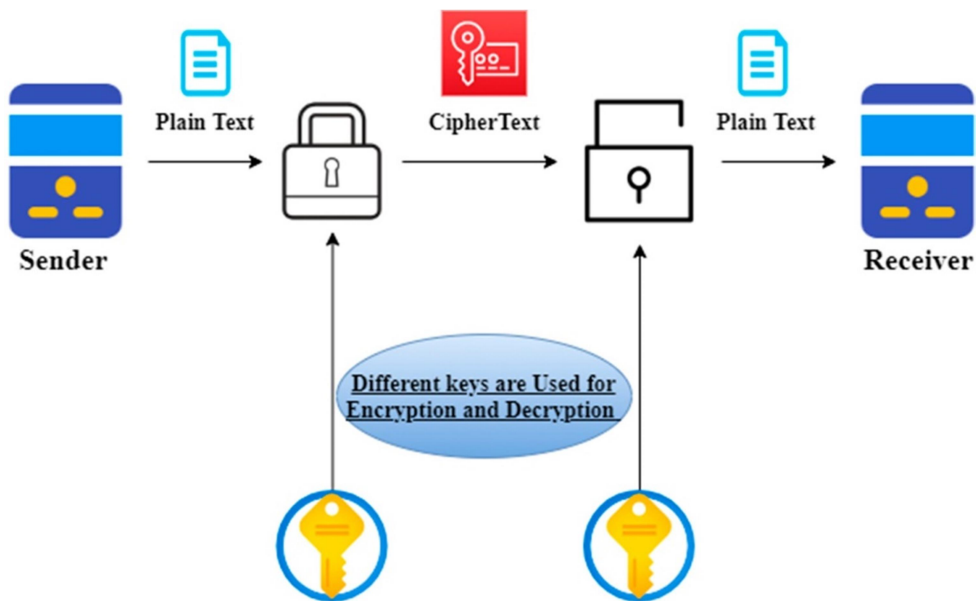 Plain Text
CipherText
Plain Text
Sender
Receiver
Different keys are Used for
Encryption and Decryption